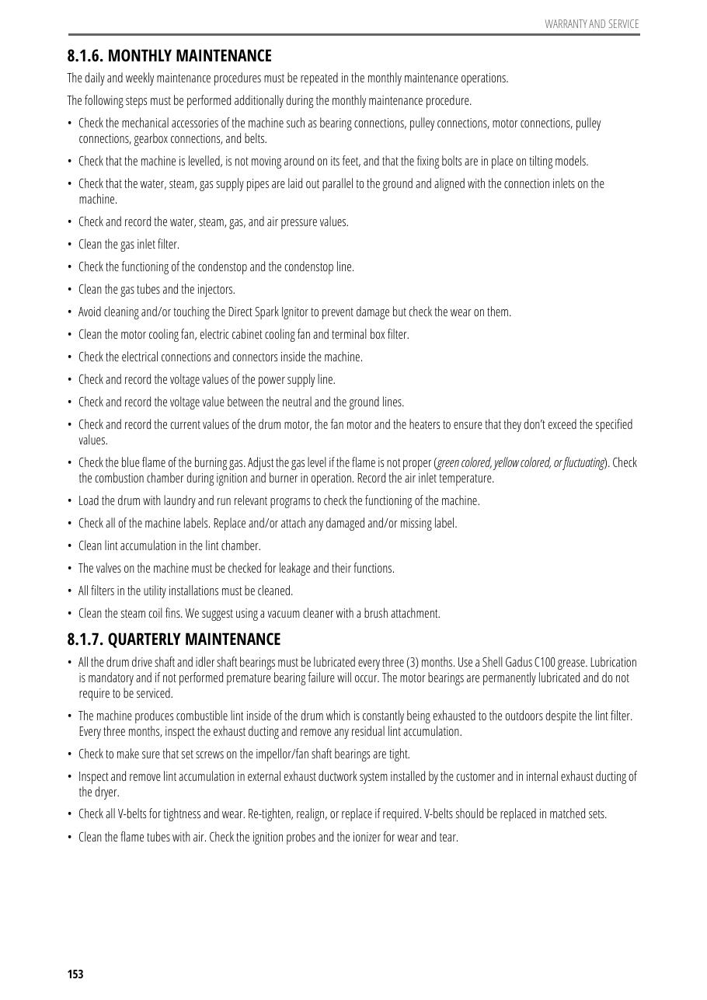 WARRANTY AND SERVICE
8.1.6. MONTHLY MAINTENANCE
The daily and weekly maintenance procedures must be repeated in the monthly maintenance operations.
The following steps must be performed additionally during the monthly maintenance procedure.
• Check the mechanical accessories of the machine such as bearing connections, pulley connections, motor connections, pulley
connections, gearbox connections, and belts.
• Check that the machine is levelled, is not moving around on its feet, and that the fixing bolts are in place on tilting models.
• Check that the water, steam, gas supply pipes are laid out parallel to the ground and aligned with the connection inlets on the
machine.
• Check and record the water, steam, gas, and air pressure values.
• Clean the gas inlet filter.
• Check the functioning of the condenstop and the condenstop line.
• Clean the gas tubes and the injectors.
• Avoid cleaning and/or touching the Direct Spark Ignitor to prevent damage but check the wear on them.
• Clean the motor cooling fan, electric cabinet cooling fan and terminal box filter.
• Check the electrical connections and connectors inside the machine.
• Check and record the voltage values of the power supply line.
• Check and record the voltage value between the neutral and the ground lines.
• Check and record the current values of the drum motor, the fan motor and the heaters to ensure that they don’t exceed the specified
values.
• Check the blue flame of the burning gas. Adjust the gas level if the flame is not proper (green colored, yellow colored, or fluctuating). Check
the combustion chamber during ignition and burner in operation. Record the air inlet temperature.
• Load the drum with laundry and run relevant programs to check the functioning of the machine.
• Check all of the machine labels. Replace and/or attach any damaged and/or missing label.
• Clean lint accumulation in the lint chamber.
• The valves on the machine must be checked for leakage and their functions.
• All filters in the utility installations must be cleaned.
• Clean the steam coil fins. We suggest using a vacuum cleaner with a brush attachment.
8.1.7. QUARTERLY MAINTENANCE
• All the drum drive shaft and idler shaft bearings must be lubricated every three (3) months. Use a Shell Gadus C100 grease. Lubrication
is mandatory and if not performed premature bearing failure will occur. The motor bearings are permanently lubricated and do not
require to be serviced.
• The machine produces combustible lint inside of the drum which is constantly being exhausted to the outdoors despite the lint filter.
Every three months, inspect the exhaust ducting and remove any residual lint accumulation.
• Check to make sure that set screws on the impellor/fan shaft bearings are tight.
• Inspect and remove lint accumulation in external exhaust ductwork system installed by the customer and in internal exhaust ducting of
the dryer.
• Check all V-belts for tightness and wear. Re-tighten, realign, or replace if required. V-belts should be replaced in matched sets.
• Clean the flame tubes with air. Check the ignition probes and the ionizer for wear and tear.
153